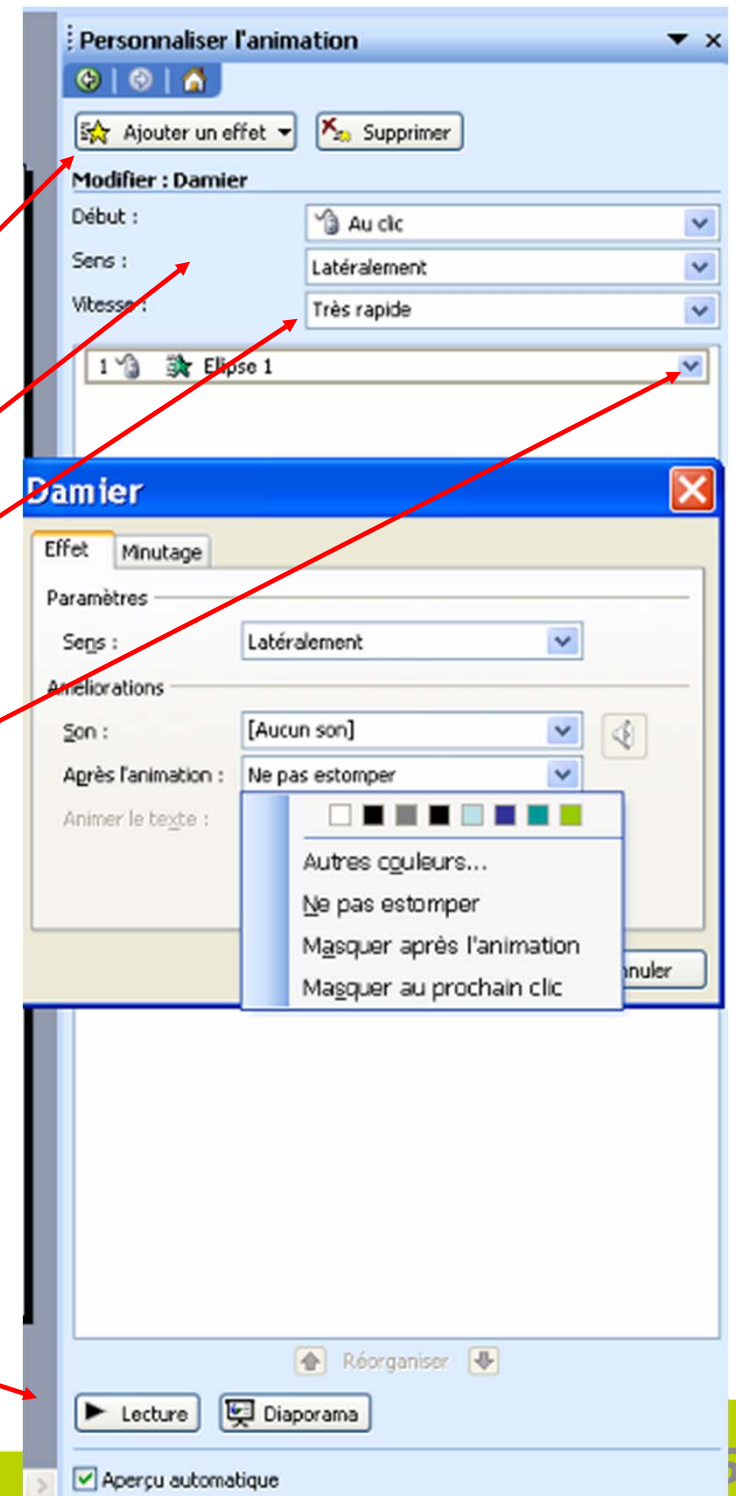 Personnaliser l'animation
Ajouter un effet Supprimer
Modifier : Damier
Début : Au clic
Sens : Latéralement
Vitesse : Très rapide
1 Elipse 1
Damier
Effet Minutage
Paramètres
Sens : Latéralement
Améliorations
Son : [Aucun son]
Après l'animation : Ne pas estomper
Animer le texte :
Autres couleurs...
Ne pas estomper
Masquer après l'animation
Masquer au prochain clic
nuler
Réorganiser
Lecture Diaporama
Aperçu automatique